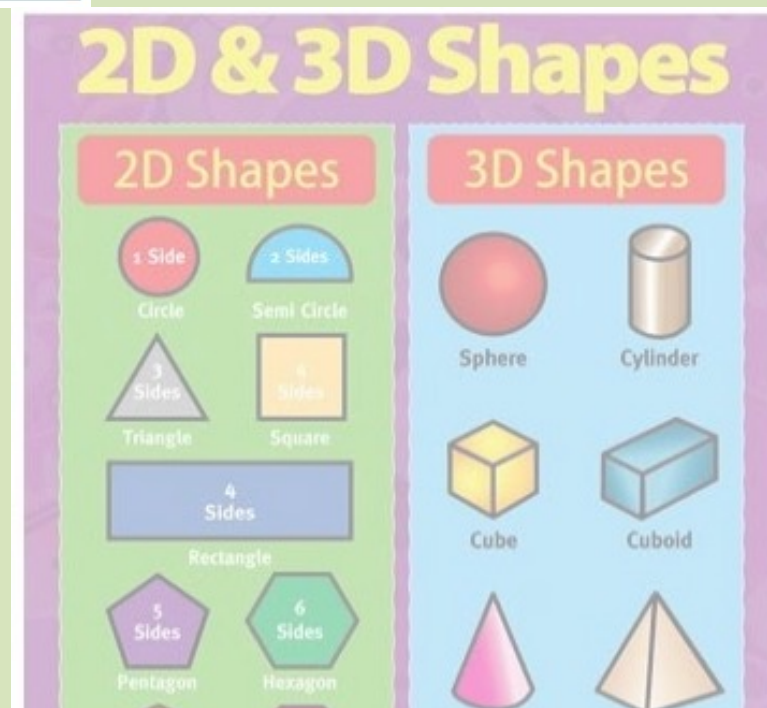 2D & 3D Shapes
2D Shapes
1 Side
2 Sides
Circle
Semi Circle
3
Sides
4
Sides
Triangle
Square
4
Sides
Rectangle
5
Sides
6
Sides
Pentagon
Hexagon
3D Shapes
Sphere
Cylinder
Cube
Cuboid